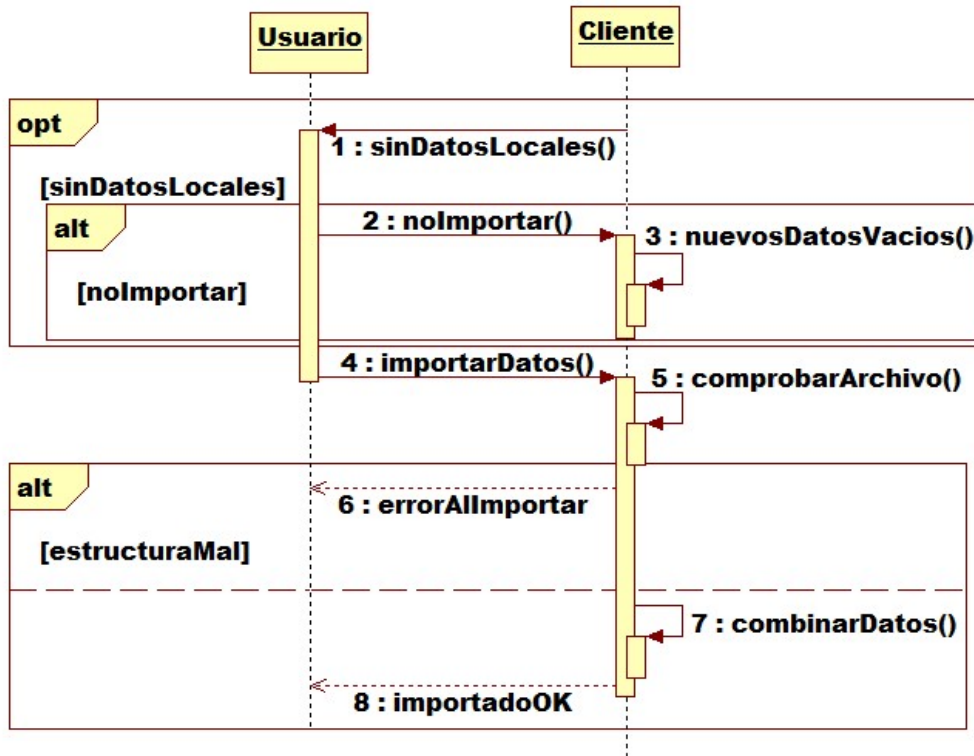 Usuario
Cliente
opt
1 : sinDatosLocales()
[sinDatosLocales]
alt
2 : noImportar()
3 : nuevosDatosVacios()
[noImportar]
4 : importarDatos()
5 : comprobarArchivo()
alt
6 : errorAlImportar
[estructuraMal]
7 : combinarDatos()
8 : importadoOK